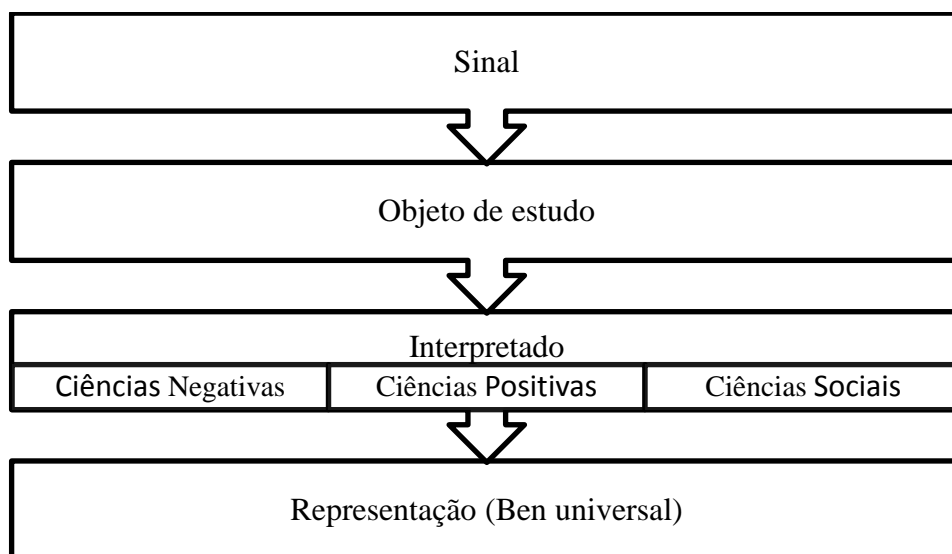 Sinal
Objeto de estudo
Interpretado
Ciências Negativas
Ciências Positivas
Ciências Sociais
Representação (Ben universal)